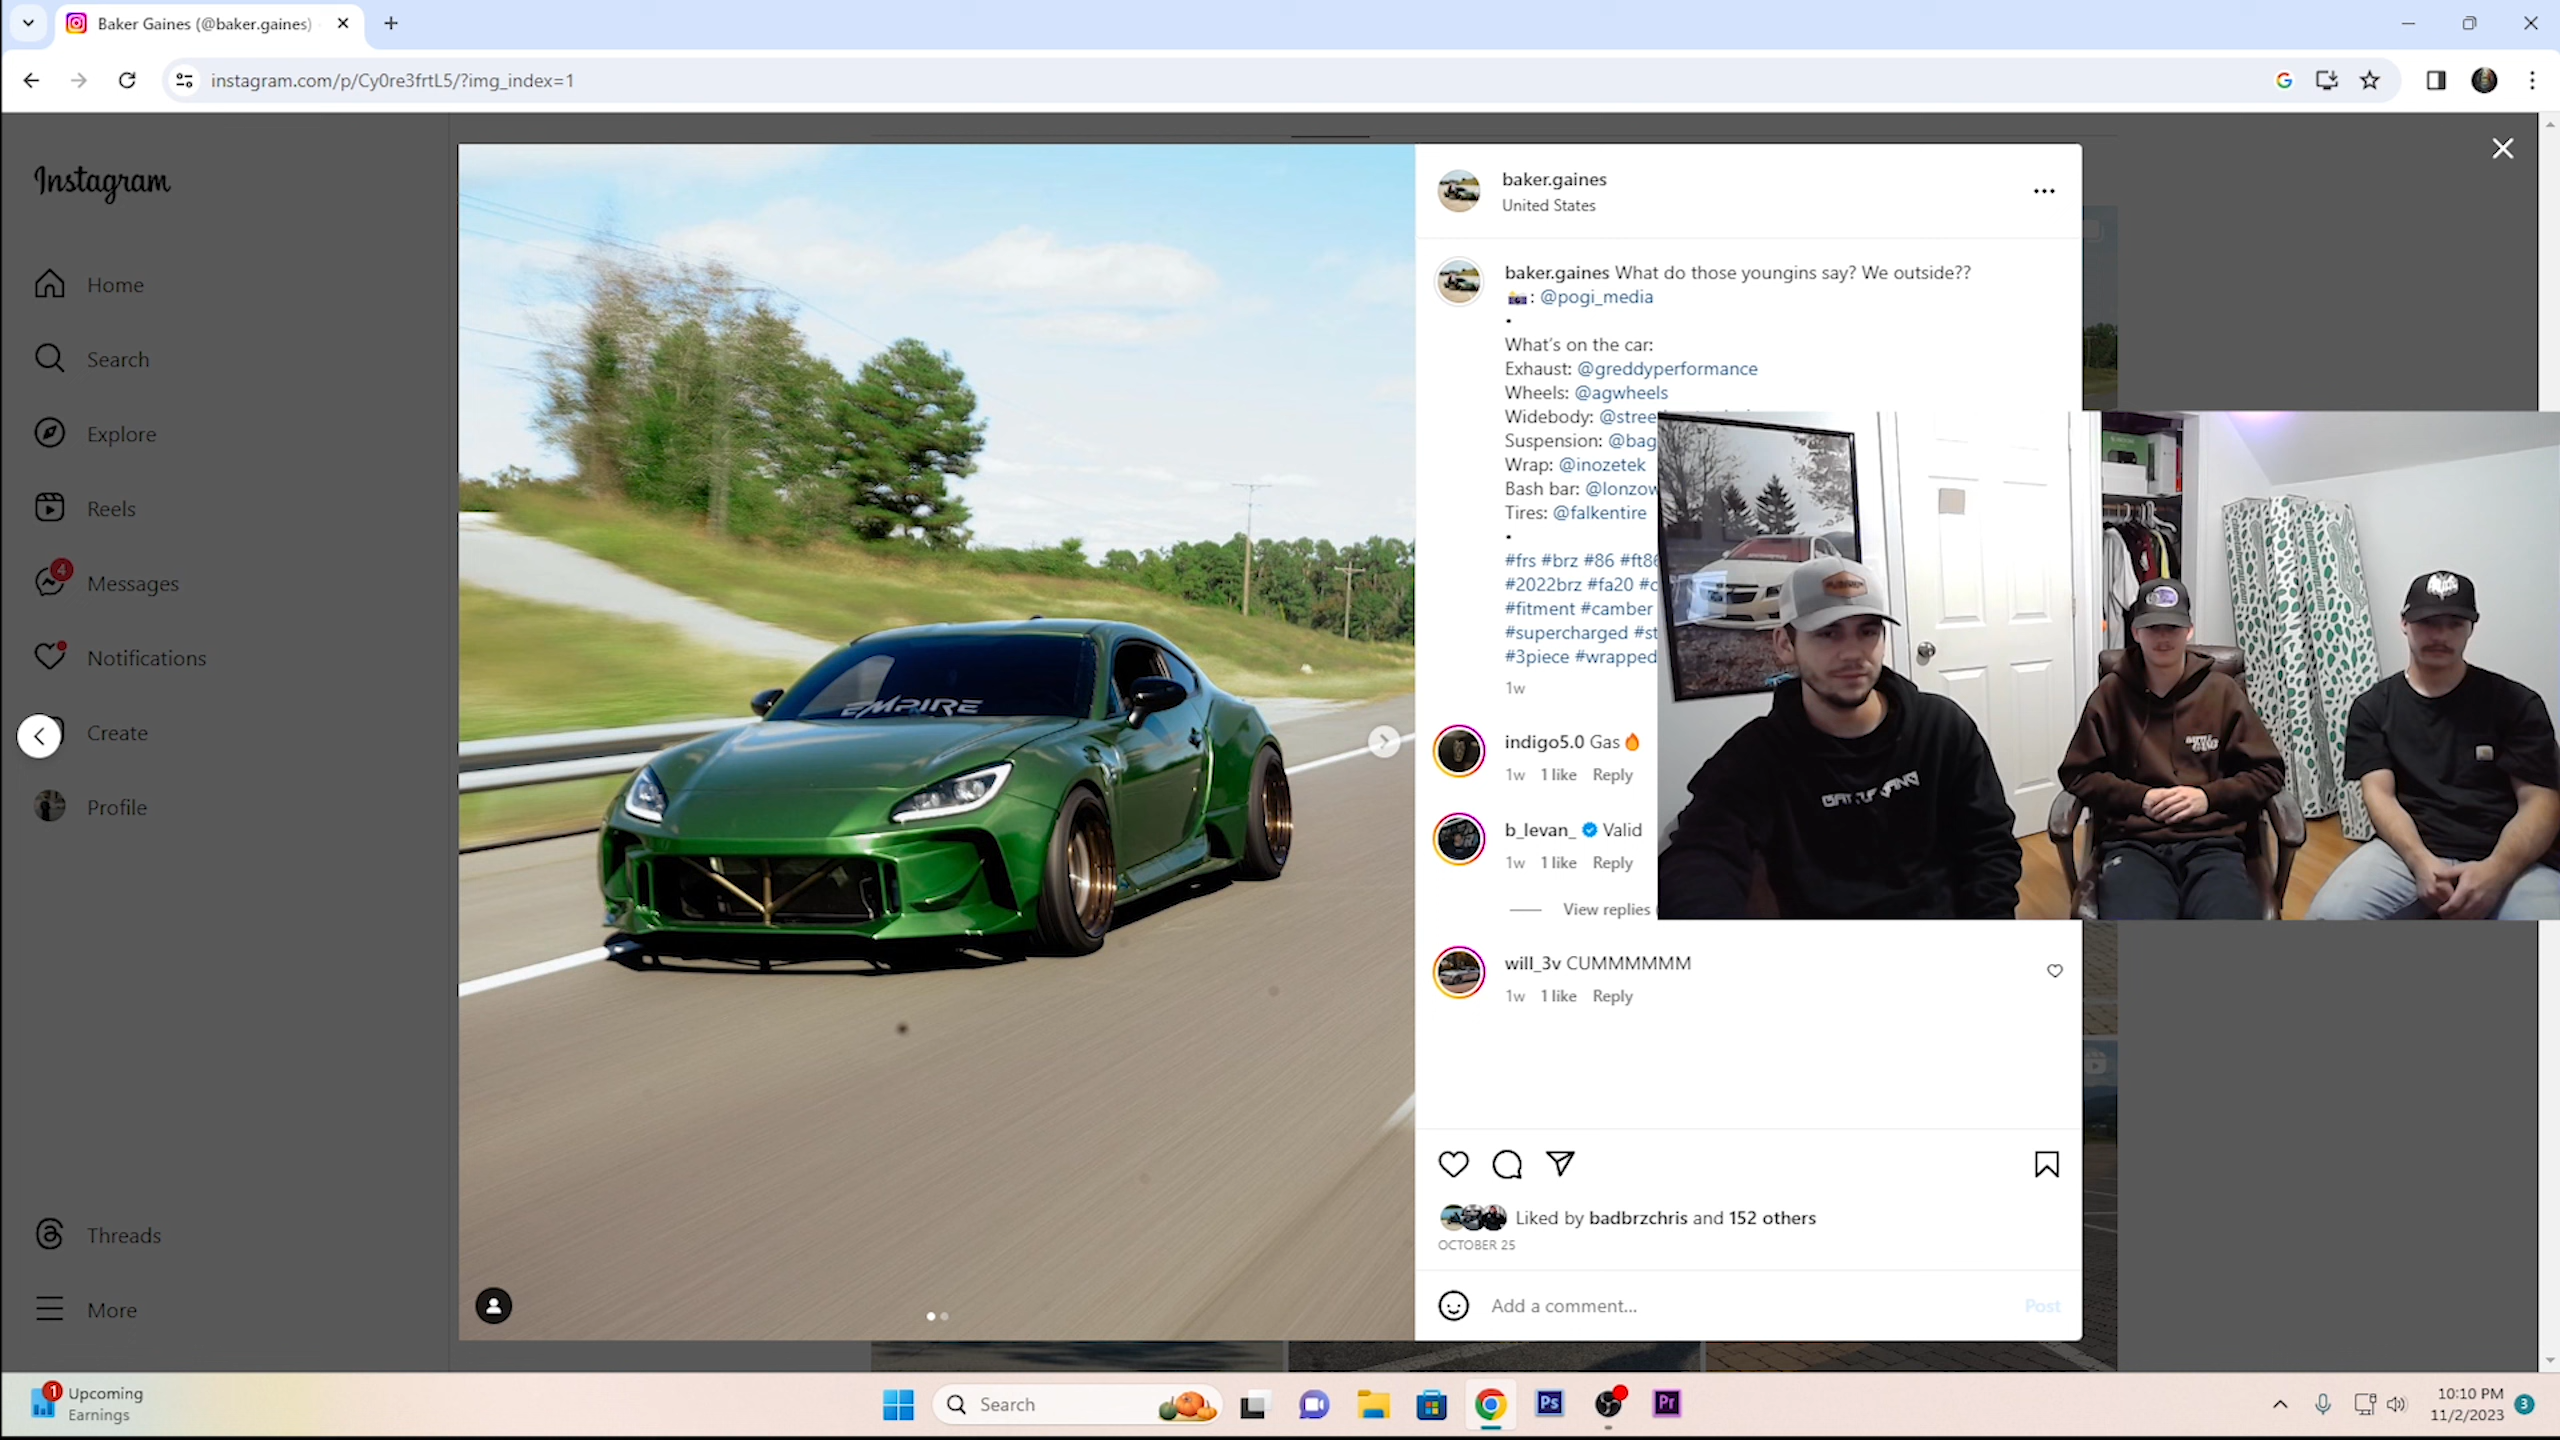 Baker Gaines (@baker.gaines)
instagram.com/p/Cy0re3frtL5/?img_index=1
Instagram
Home
Search
Explore
Reels
4
Messages
Notifications
Create
Profile
Threads
More
EMPIRE
baker.gaines
United States
baker.gaines What do those youngins say? We outside??
📸: @pogi_media
•
What's on the car:
Exhaust: @greddyperformance
Wheels: @agwheels
Widebody: @stree
Suspension: @bag
Wrap: @inozetek
Bash bar: @lonzow
Tires: @falkentire
•
#frs #brz #86 #ft86
#2022brz #fa20
#fitment #camber
#supercharged #st
#3piece #wrapped
1w
indigo5.0 Gas🔥
1w 1 like Reply
b_levan_ Valid
1w 1 like Reply
View replies
will_3v CUMMMMMM
1w 1 like Reply
Liked by badbrzchris and 152 others
OCTOBER 25
Add a comment...
Post
1
Upcoming
Earnings
Search
Ps
Pr
10:10 PM
11/2/2023
3